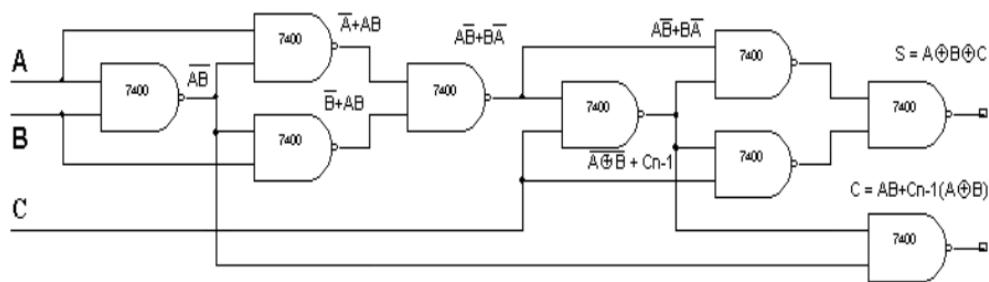 A̅+AB
AB̅+BA̅
AB̅+BA̅
S = A⊕B⊕C
7400
7400
A
7400
A̅B̅
7400
7400
7400
B
B̅+AB
7400
7400
A̅⊕̅B̅ + Cn-1
C
C = AB+Cn-1(A⊕B)
7400